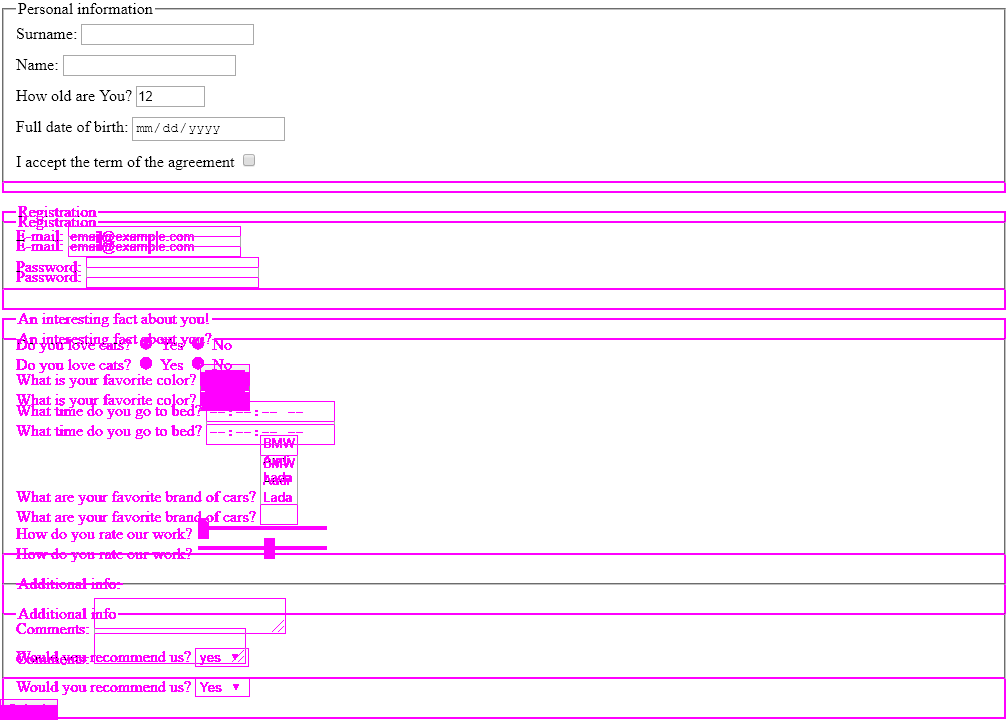 Personal information
Surname:
Name:
How old are You? 12
Full date of birth: mm/dd/yyyy
I accept the term of the agreement
Registration
Registration
E-mail: email@example.com
E-mail: email@example.com
Password:
Password:
An interesting fact about you!
An interesting fast about you?
Do you love cats? Yes No
Do you love cats? Yes No
What is your favorite color?
What is your favorite color?
What time do you go to bed? --:--:-- --
What time do you go to bed? --:--:-- --
BMW
Audi
BMW
Lada
Audi
What are your favorite brand of cars? Lada
What are your favorite brand of cars?
How do you rate our work?
How do you rate our work?
Additional info:
Additional info
Comments:
Would you recommend us? yes
Comments:
Would you recommend us? Yes